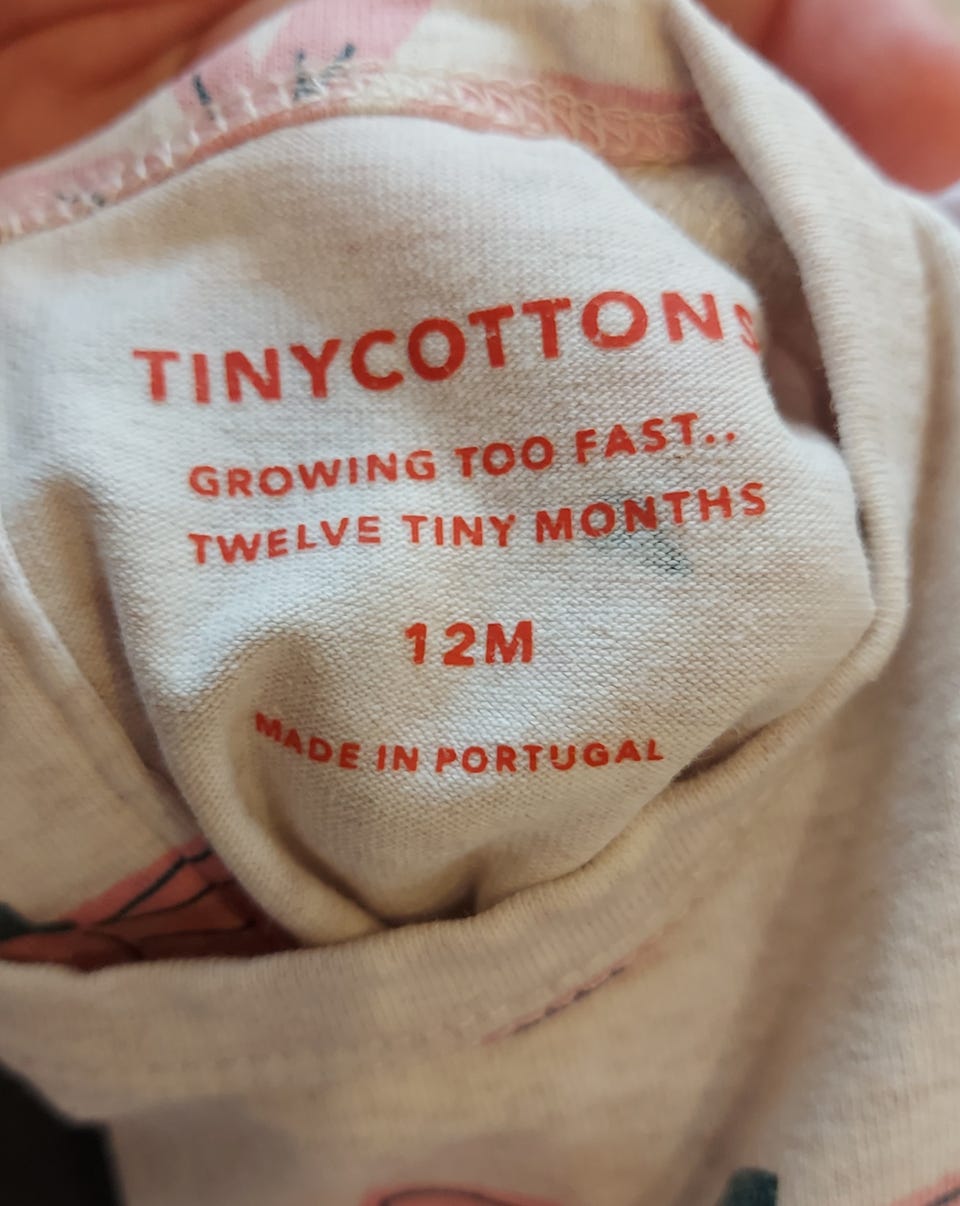 TINYCOTTONS
GROWING TOO FAST..
TWELVE TINY MONTHS
12M
MADE IN PORTUGAL